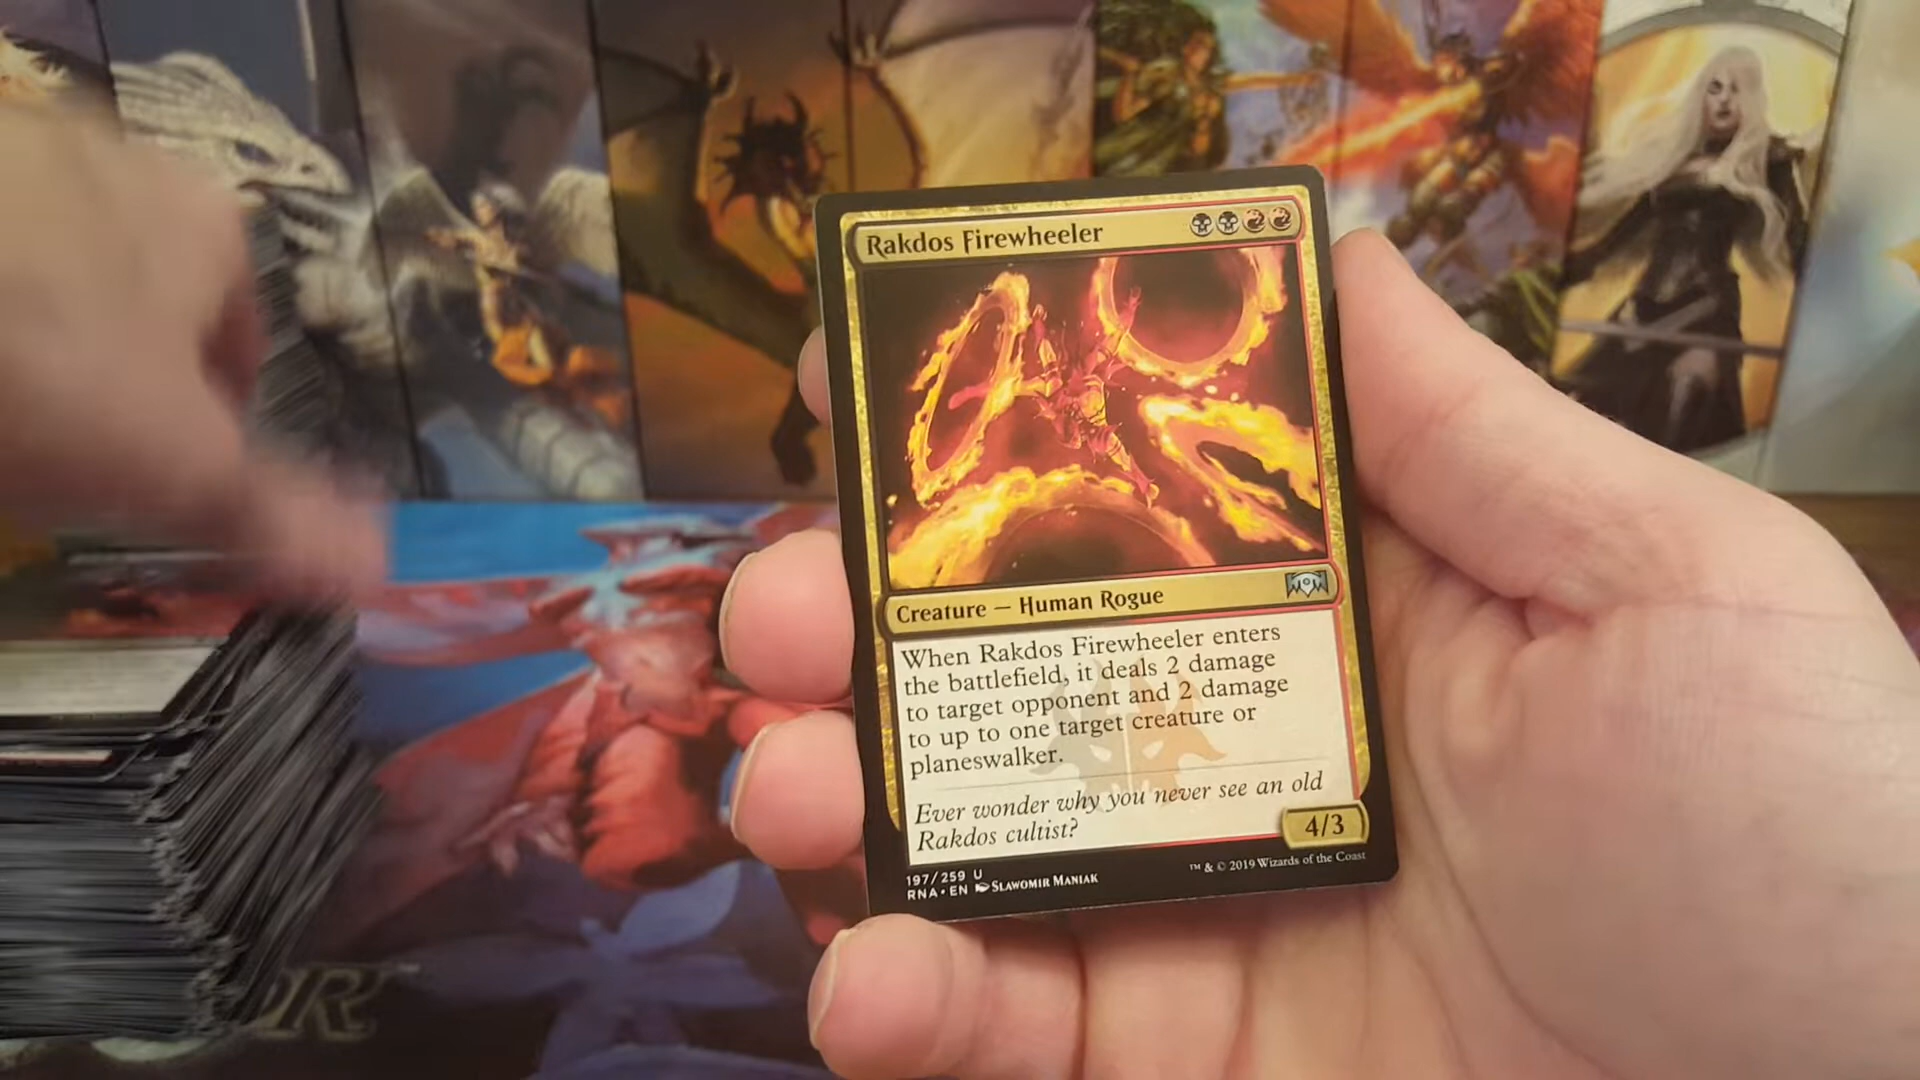 Rakdos Firewheeler
Creature — Human Rogue
When Rakdos Firewheeler enters
the battlefield, it deals 2 damage
to target opponent and 2 damage
to up to one target creature or
planeswalker.
Ever wonder why you never see an old
Rakdos cultist?
4/3
197/259 U
RNA • EN SLAWOMIR MANIAK
™ & © 2019 Wizards of the Coast